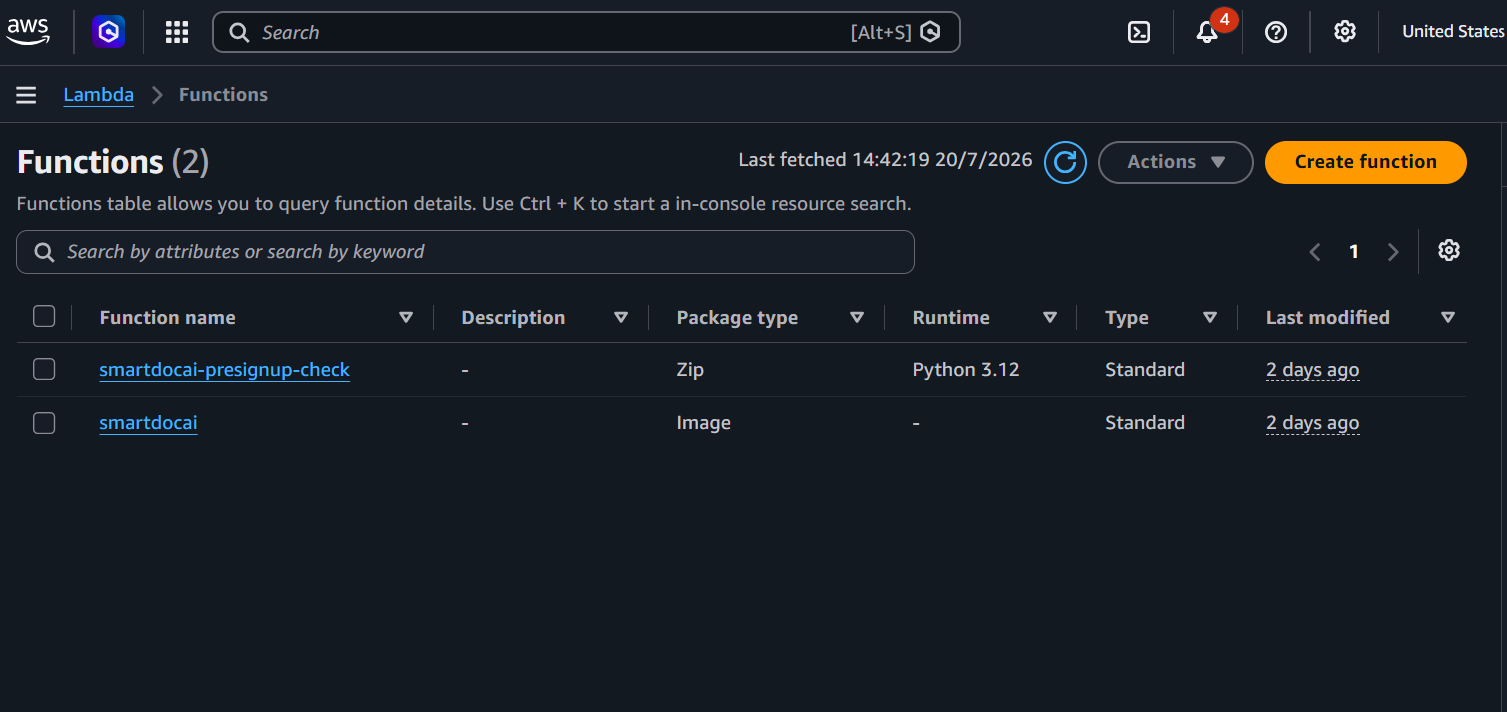 aws
Search [Alt+S]
4
United States
Lambda Functions
Functions (2)
Last fetched 14:42:19 20/7/2026
Actions
Create function
Functions table allows you to query function details. Use Ctrl + K to start a in-console resource search.
Search by attributes or search by keyword
1
Function name Description Package type Runtime Type Last modified
smartdocai-presignup-check - Zip Python 3.12 Standard 2 days ago
smartdocai - Image - Standard 2 days ago